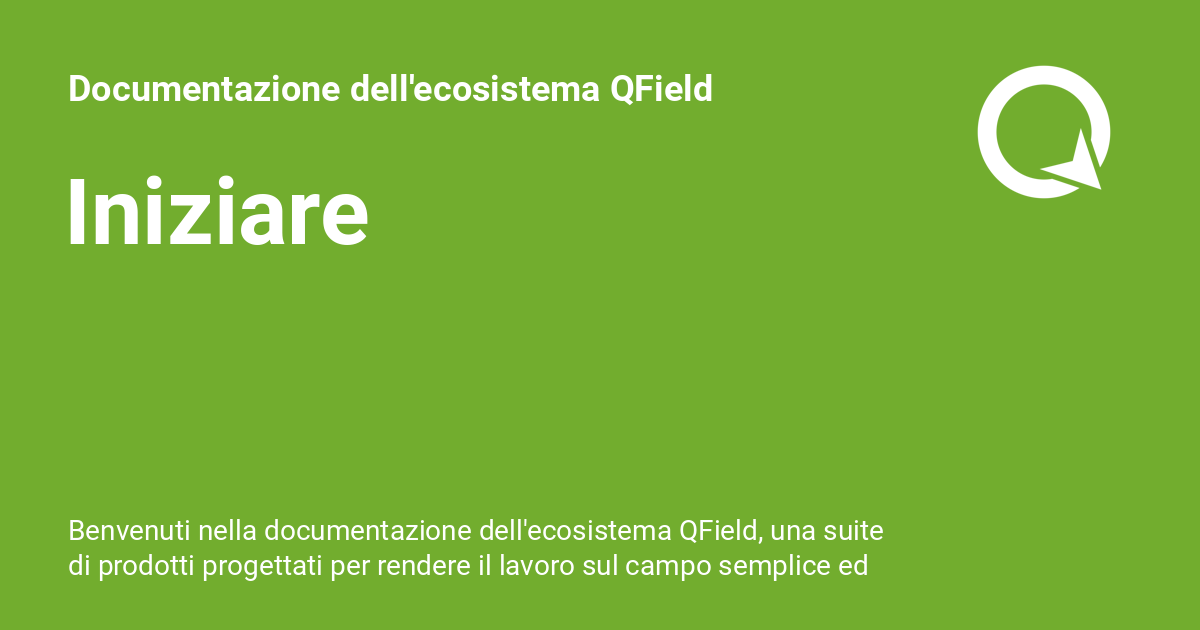 Documentazione dell'ecosistema QField
Iniziare
Benvenuti nella documentazione dell'ecosistema QField, una suite
di prodotti progettati per rendere il lavoro sul campo semplice ed